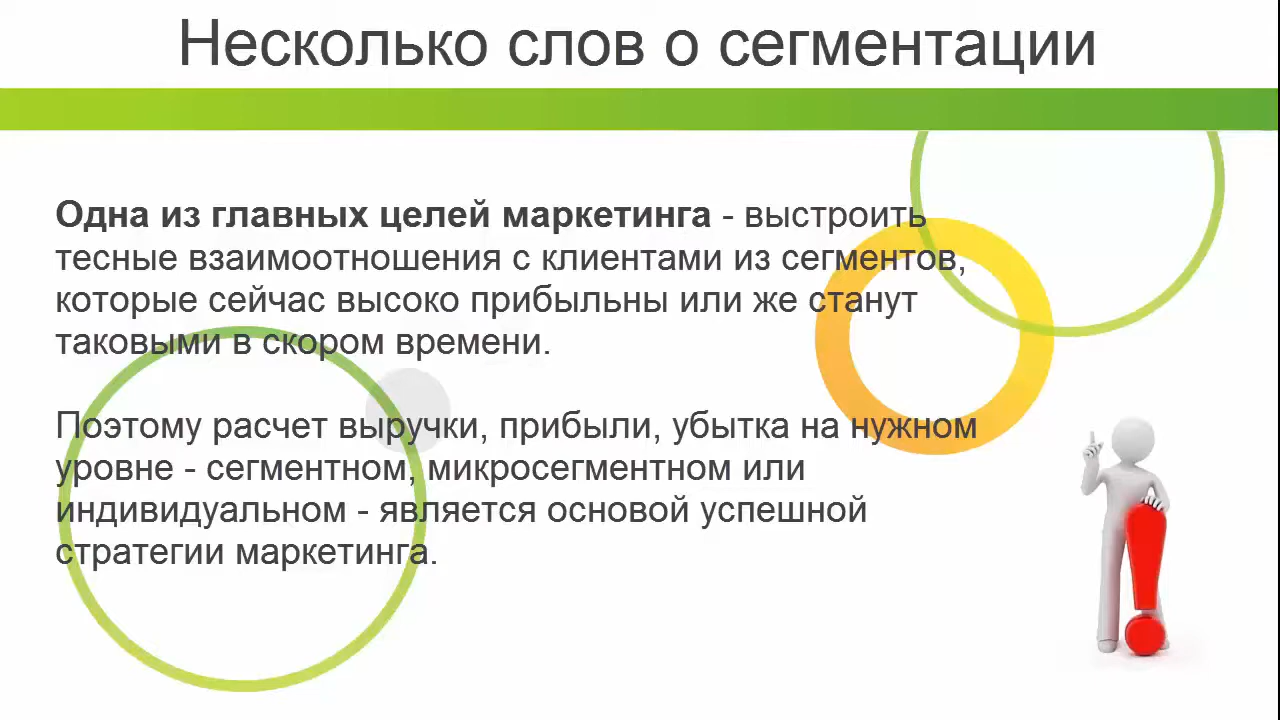 Несколько слов о сегментации
Одна из главных целей маркетинга - выстроить
тесные взаимоотношения с клиентами из сегментов,
которые сейчас высоко прибыльны или же станут
таковыми в скором времени.
Поэтому расчет выручки, прибыли, убытка на нужном
уровне - сегментном, микросегментном или
индивидуальном - является основой успешной
стратегии маркетинга.